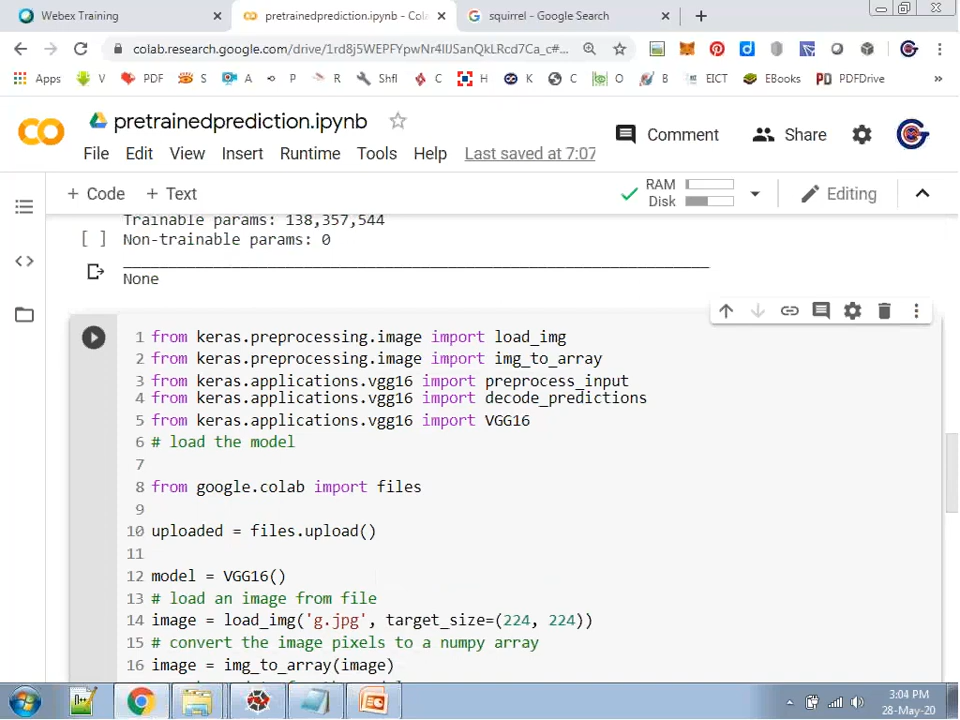 Webex Training
pretrainedprediction.ipynb - Cola
squirrel - Google Search
colab.research.google.com/drive/
Apps V PDF S A P R Shfl C H K C O B EICT EBooks PDFDrive »
pretrainedprediction.ipynb
Comment Share
File Edit View Insert Runtime Tools Help Last saved at 7:07
+ Code + Text RAM Disk Editing
Trainable params: 138,357,544
[ ] Non-trainable params: 0
None
1 from keras.preprocessing.image import load_img
2 from keras.preprocessing.image import img_to_array
3 from keras.applications.vgg16 import preprocess_input
4 from keras.applications.vgg16 import decode_predictions
5 from keras.applications.vgg16 import VGG16
6 # load the model
7
8 from google.colab import files
9
10 uploaded = files.upload()
11
12 model = VGG16()
13 # load an image from file
14 image = load_img('g.jpg', target_size=(224, 224))
15 # convert the image pixels to a numpy array
16 image = img_to_array(image)
3:04 PM
28-May-20